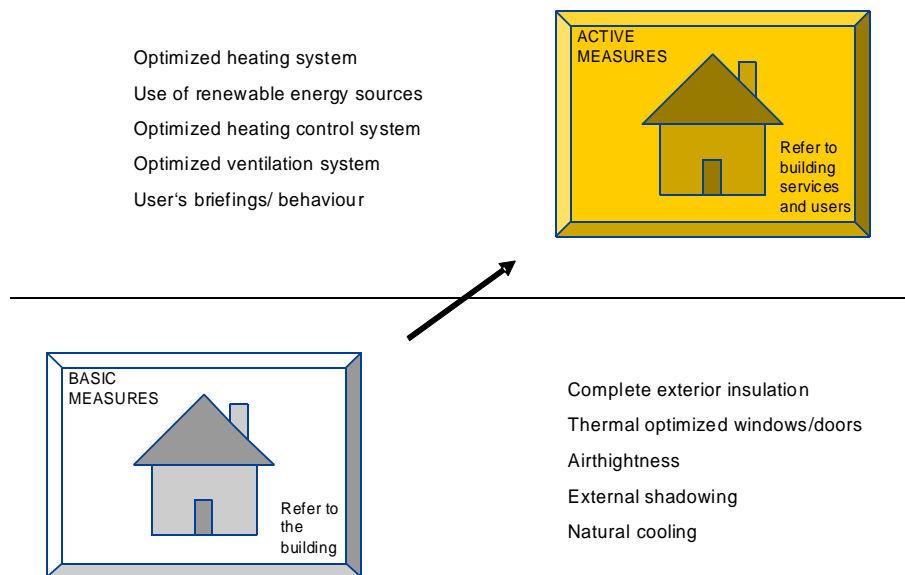 Optimized heating system
Use of renewable energy sources
Optimized heating control system
Optimized ventilation system
User‘s briefings/ behaviour
ACTIVE
MEASURES
Refer to
building
services
and users
BASIC
MEASURES
Refer to
the
building
Complete exterior insulation
Thermal optimized windows/doors
Airthightness
External shadowing
Natural cooling